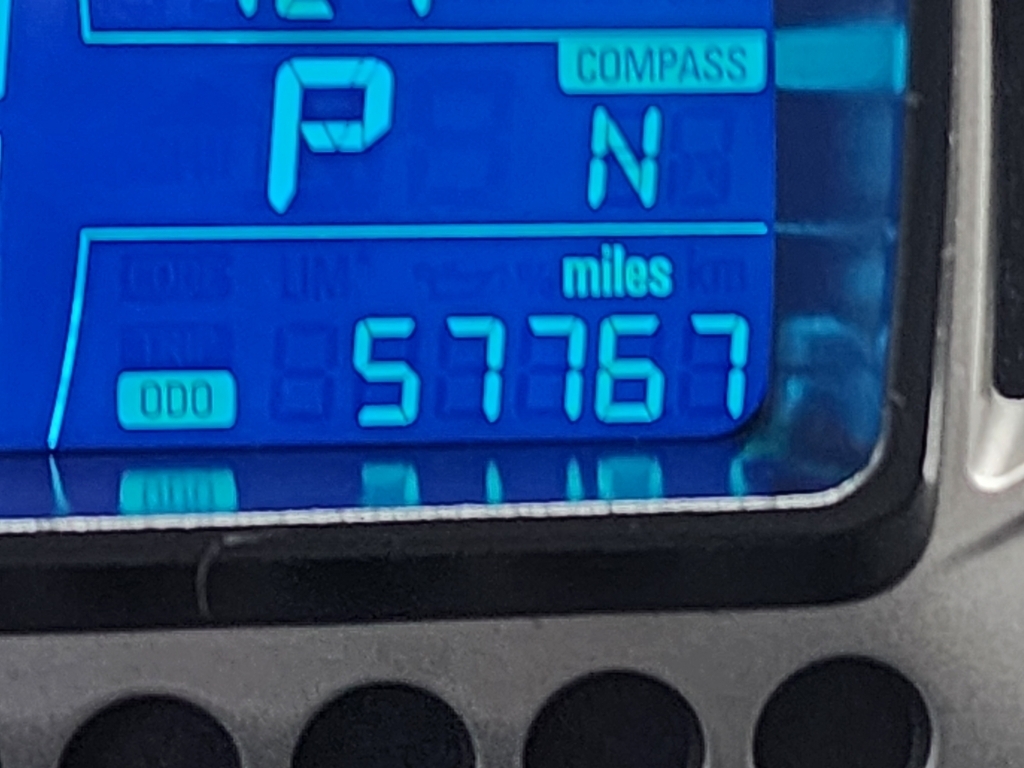 P
COMPASS
N
miles
ODO 57767